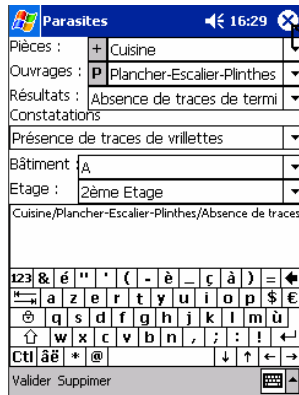 Parasites 16:29
Pièces : + Cuisine
Ouvrages : P Plancher-Escalier-Plinthes
Résultats : Absence de traces de termi
Constatations
Présence de traces de vrillettes
Bâtiment : A
Etage : 2ème Etage
Cuisine/Plancher-Escalier-Plinthes/Absence de traces
123 & é " ' ( - è _ ç à ) =
a z e r t y u i o p $ €
q s d f g h j k l m ù
w x c v b n , ; : !
Ctl áë * @ ↓ ↑ ← →
Valider Suppimer